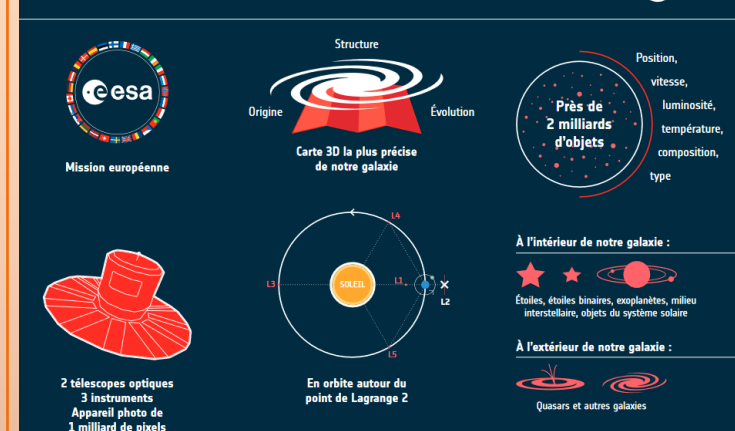 esa
Mission européenne
Structure
Origine
Évolution
Carte 3D la plus précise
de notre galaxie
Près de
2 milliards
d'objets
Position,
vitesse,
luminosité,
température,
composition,
type
2 télescopes optiques
3 instruments
Appareil photo de
1 milliard de pixels
L4
L3
SOLEIL
L1
L2
L5
En orbite autour du
point de Lagrange 2
À l'intérieur de notre galaxie :
Étoiles, étoiles binaires, exoplanètes, milieu
interstellaire, objets du système solaire
À l'extérieur de notre galaxie :
Quasars et autres galaxies